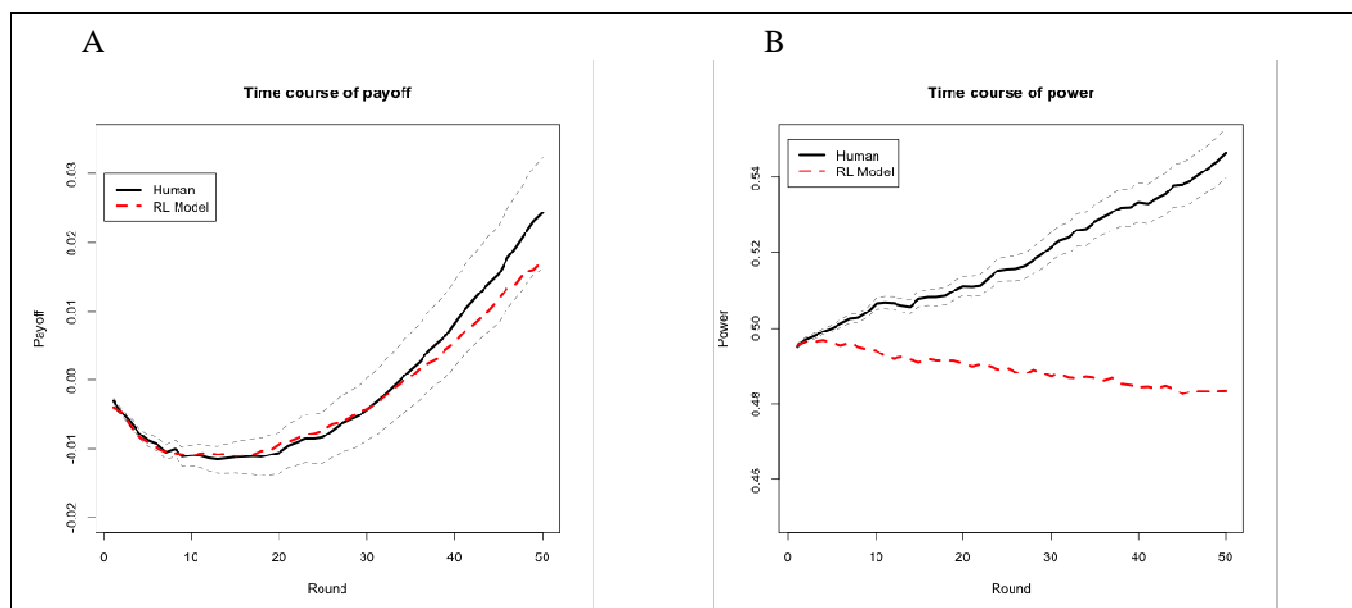 A
B
Time course of payoff
Time course of power
Human
RL Model
Payoff
0.03
0.02
0.01
0.00
-0.01
-0.02
0
10
20
30
40
50
Round
Human
RL Model
Power
0.54
0.52
0.50
0.48
0.46
0
10
20
30
40
50
Round